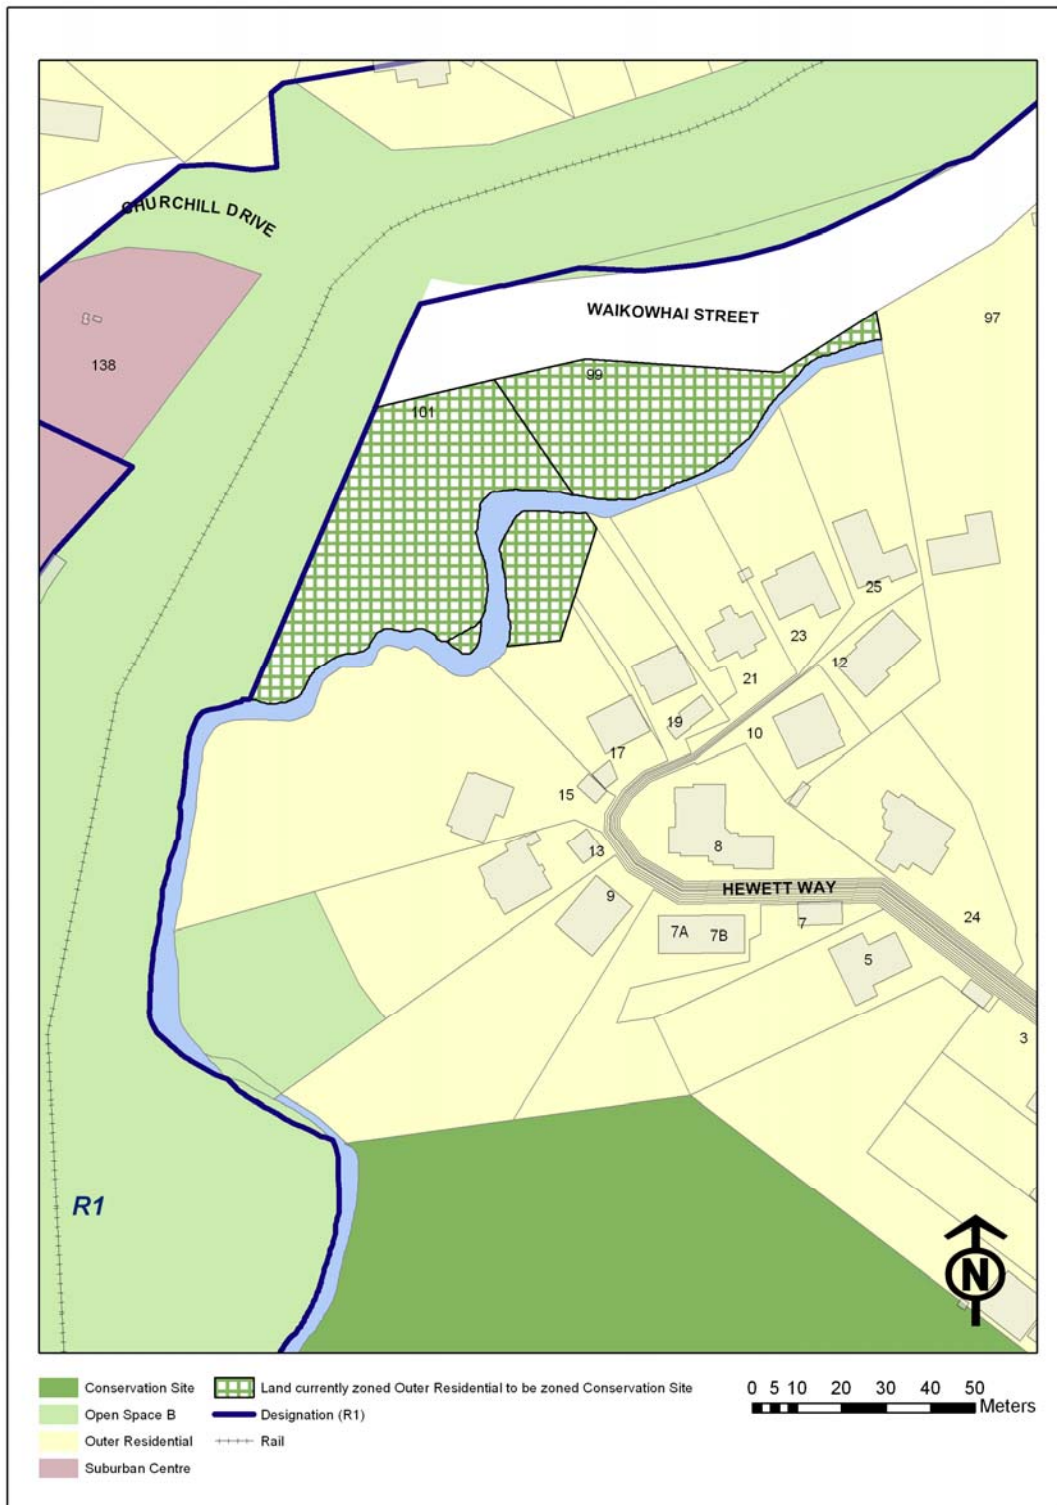 CHURCHILL DRIVE
WAIKOWHAI STREET
97
138
99
101
25
23
12
21
19
10
17
15
8
13
HEWETT WAY
9
7
7A 7B
24
5
3
R1
N
Conservation Site
Open Space B
Outer Residential
Suburban Centre
Land currently zoned Outer Residential to be zoned Conservation Site
Designation (R1)
Rail
0 5 10 20 30 40 50
Meters